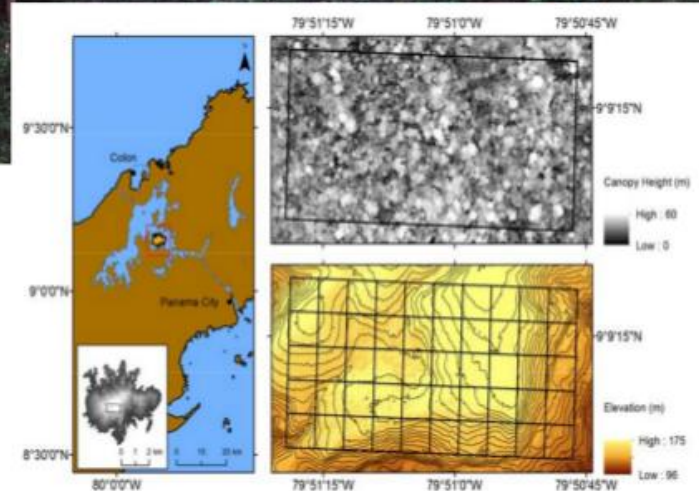 79°51'15"W 79°51'0"W 79°50'45"W
9°30'0"N
Colon
9°9'15"N
Canopy Height (m)
High : 60
Low : 0
9°0'0"N
Panama City
9°9'15"N
Elevation (m)
High : 175
Low : 96
0 1 2 km
0 10 20 km
8°30'0"N
80°0'0"W 79°51'15"W 79°51'0"W 79°50'45"W